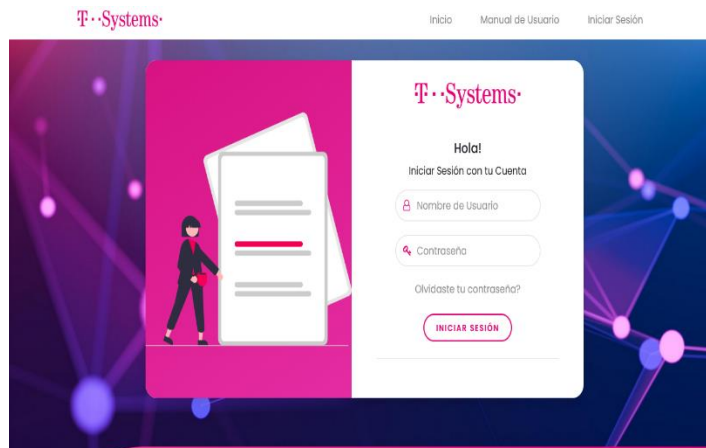 T··Systems·
Inicio Manual de Usuario Iniciar Sesión
T··Systems·
Hola!
Iniciar Sesión con tu Cuenta
Nombre de Usuario
Contraseña
Olvidaste tu contraseña?
INICIAR SESIÓN